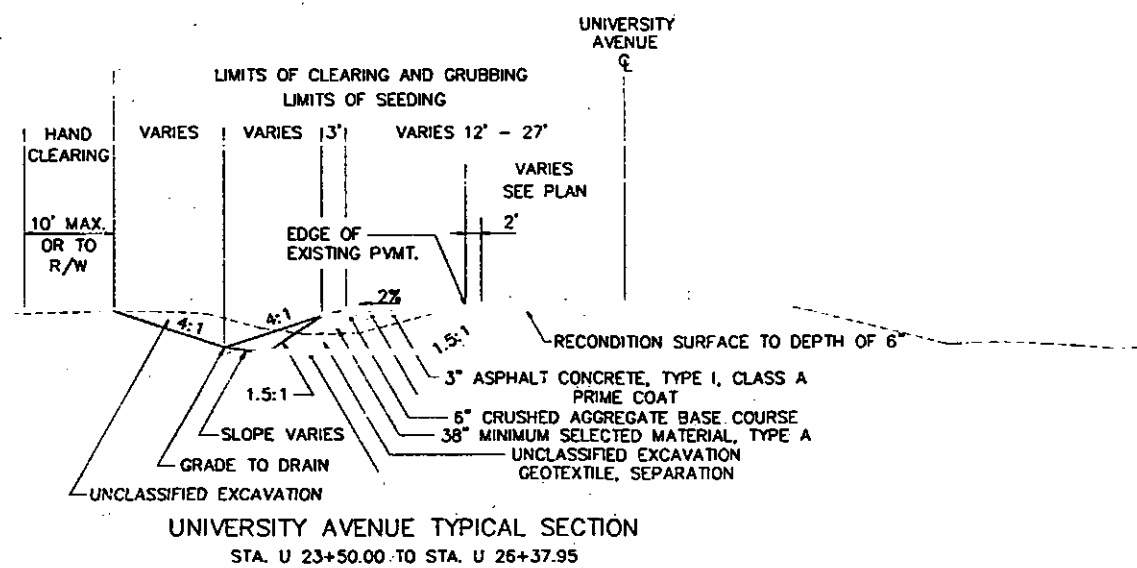 UNIVERSITY
AVENUE
℄
LIMITS OF CLEARING AND GRUBBING
LIMITS OF SEEDING
HAND
CLEARING
VARIES
VARIES
3'
VARIES 12' - 27'
VARIES
SEE PLAN
10' MAX.
OR TO
R/W
2'
EDGE OF
EXISTING PVMT.
2%
4:1
4:1
1.5:1
RECONDITION SURFACE TO DEPTH OF 6"
3" ASPHALT CONCRETE, TYPE I, CLASS A
PRIME COAT
1.5:1
6" CRUSHED AGGREGATE BASE COURSE
38" MINIMUM SELECTED MATERIAL, TYPE A
SLOPE VARIES
UNCLASSIFIED EXCAVATION
GEOTEXTILE, SEPARATION
GRADE TO DRAIN
UNCLASSIFIED EXCAVATION
UNIVERSITY AVENUE TYPICAL SECTION
STA. U 23+50.00 TO STA. U 26+37.95